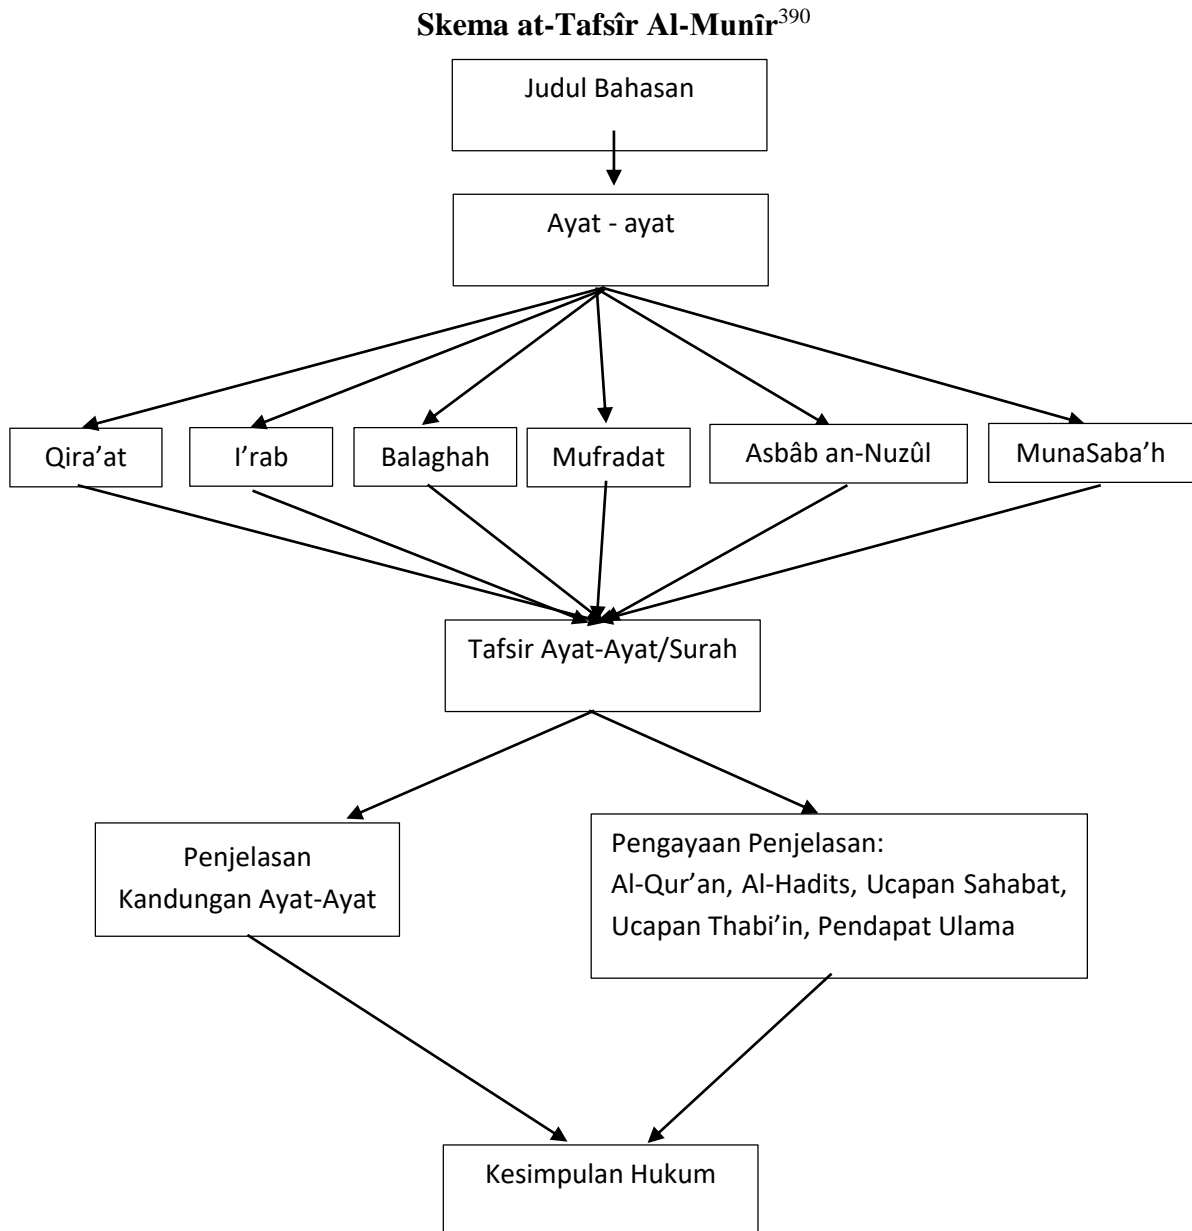 Skema at-Tafsîr Al-Munîr390
Judul Bahasan
Ayat - ayat
Qira’at
I’rab
Balaghah
Mufradat
Asbâb an-Nuzûl
MunaSaba’h
Tafsir Ayat-Ayat/Surah
Penjelasan
Kandungan Ayat-Ayat
Pengayaan Penjelasan:
Al-Qur’an, Al-Hadits, Ucapan Sahabat,
Ucapan Thabi’in, Pendapat Ulama
Kesimpulan Hukum